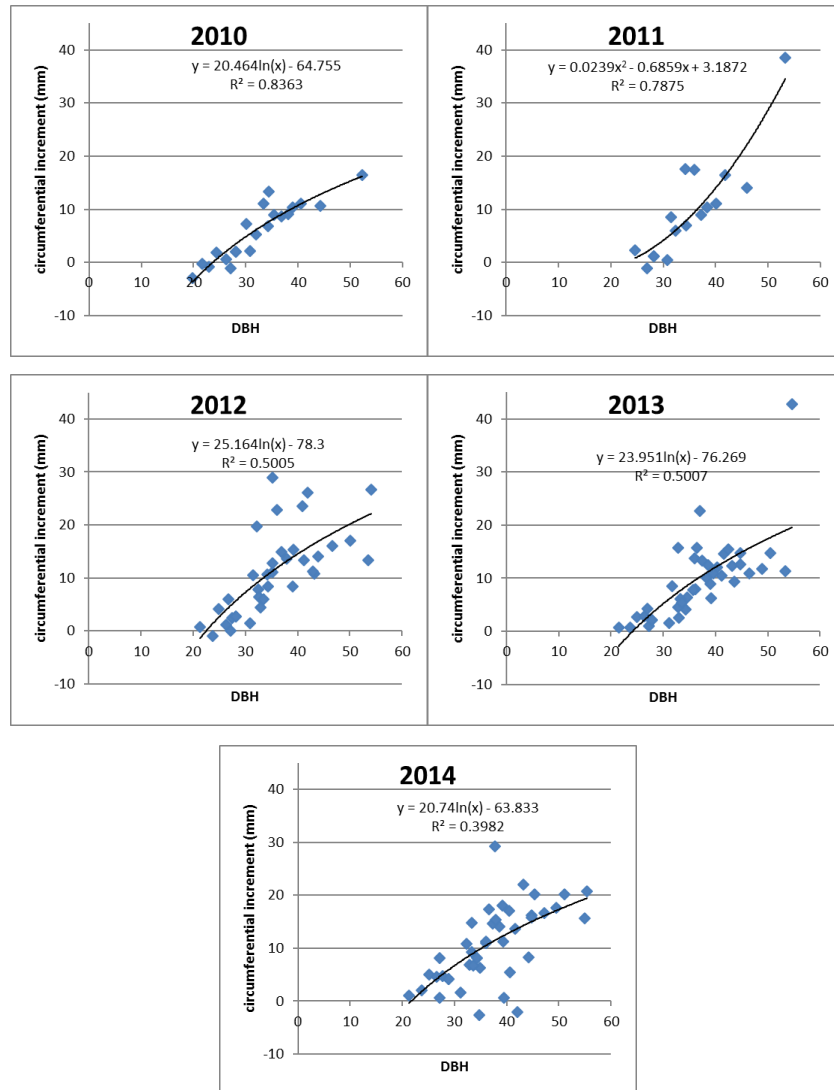 2010
y = 20.464ln(x) - 64.755
R² = 0.8363
circumferential increment (mm)
40
30
20
10
0
-10
0 10 20 30 40 50 60
DBH
2011
y = 0.0239x² - 0.6859x + 3.1872
R² = 0.7875
circumferential increment (mm)
40
30
20
10
0
-10
0 10 20 30 40 50 60
DBH
2012
y = 25.164ln(x) - 78.3
R² = 0.5005
circumferential increment (mm)
40
30
20
10
0
-10
0 10 20 30 40 50 60
DBH
2013
y = 23.951ln(x) - 76.269
R² = 0.5007
circumferential increment (mm)
40
30
20
10
0
-10
0 10 20 30 40 50 60
DBH
2014
y = 20.74ln(x) - 63.833
R² = 0.3982
circumferential increment (mm)
40
30
20
10
0
-10
0 10 20 30 40 50 60
DBH